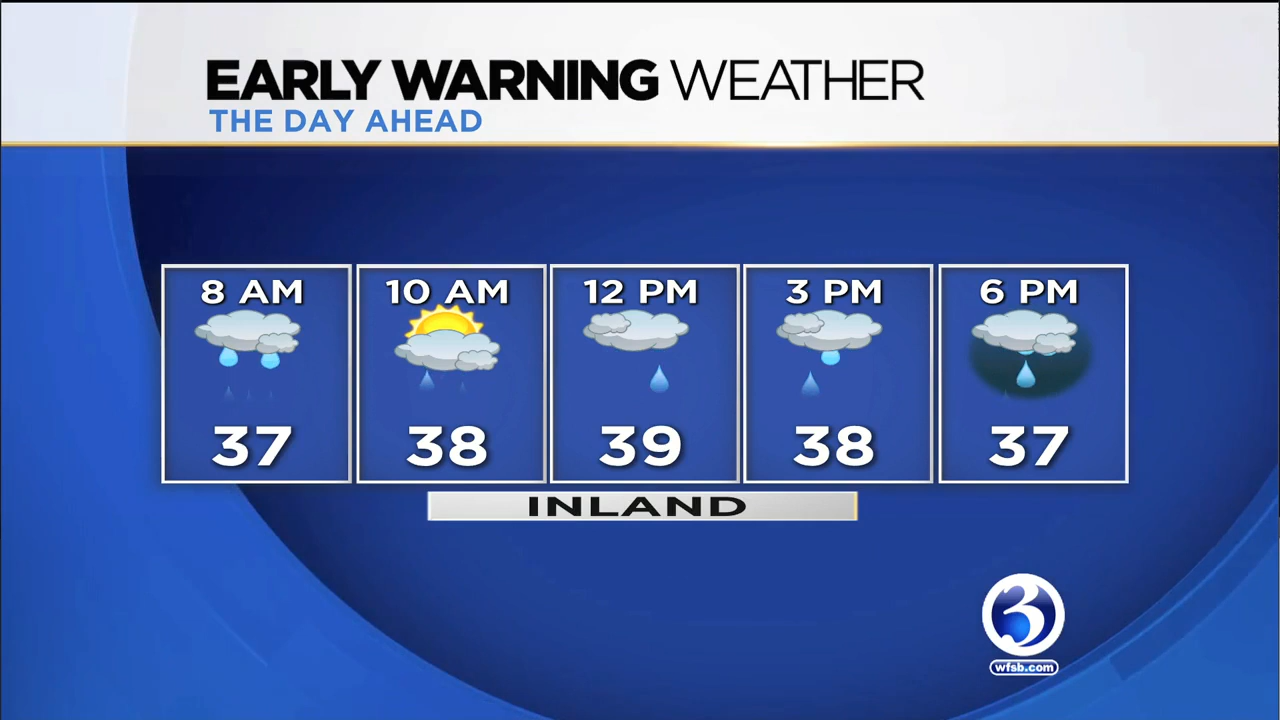 EARLY WARNING WEATHER
THE DAY AHEAD
8 AM
10 AM
12 PM
3 PM
6 PM
37
38
39
38
37
INLAND
3
wfsb.com